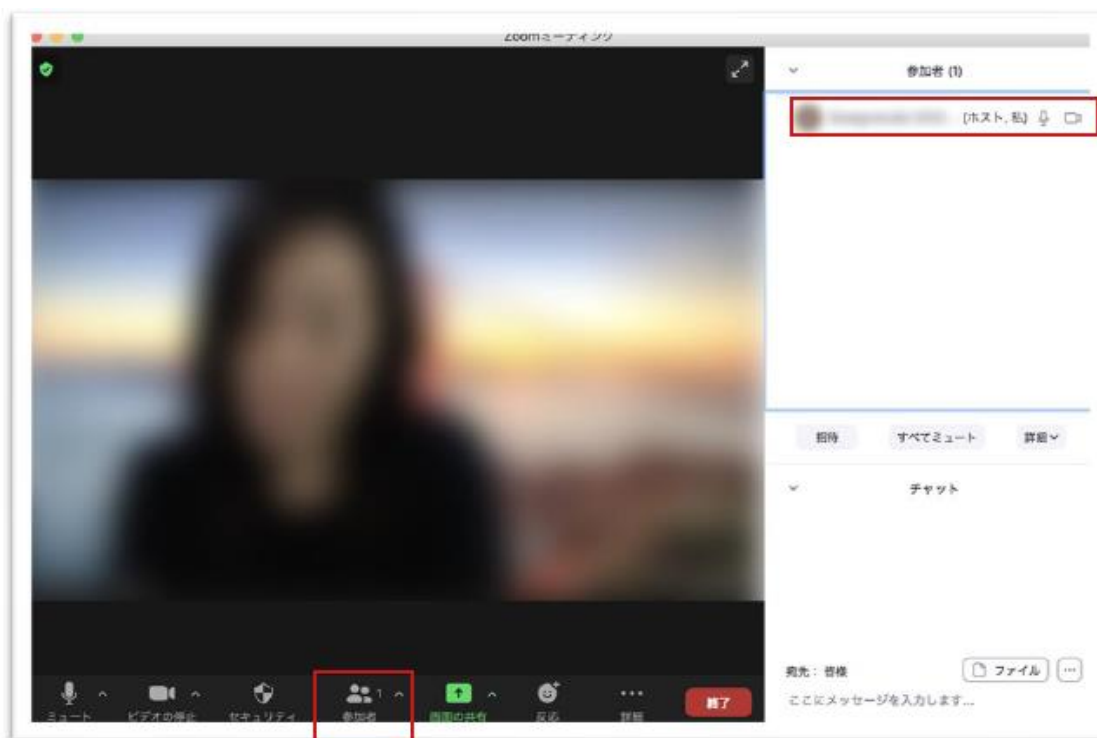 Zoomミーティング
参加者 (1)
(ホスト, 私)
招待 すべてミュート 詳細
チャット
宛先: 皆様 ファイル ...
ここにメッセージを入力します...
ミュート ビデオの停止 セキュリティ 参加者 1 画面の共有 反応 詳細 終了